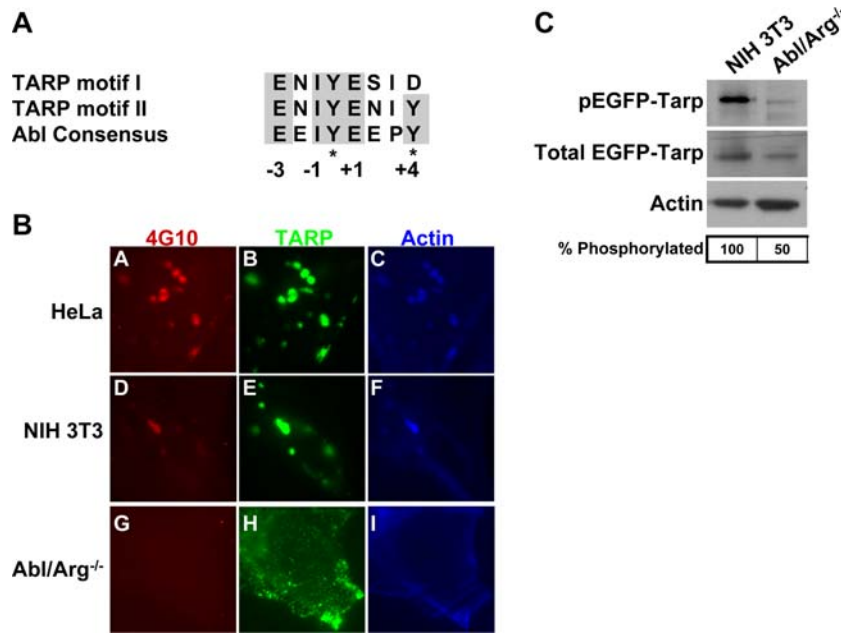 A
TARP motif I E N I Y E S I D
TARP motif II E N I Y E N I Y
Abl Consensus E E I Y E E P Y
* *
-3 -1 +1 +4
B
4G10 TARP Actin
HeLa A B C
NIH 3T3 D E F
Abl/Arg-/- G H I
C
NIH 3T3 Abl/Arg-/-
pEGFP-Tarp
Total EGFP-Tarp
Actin
% Phosphorylated 100 50